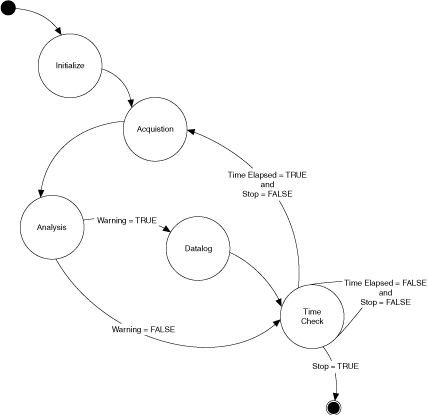 Initialize
Acquistion
Time Elapsed = TRUE
and
Stop = FALSE
Analysis
Warning = TRUE
Datalog
Time Elapsed = FALSE
and
Stop = FALSE
Time
Check
Warning = FALSE
Stop = TRUE